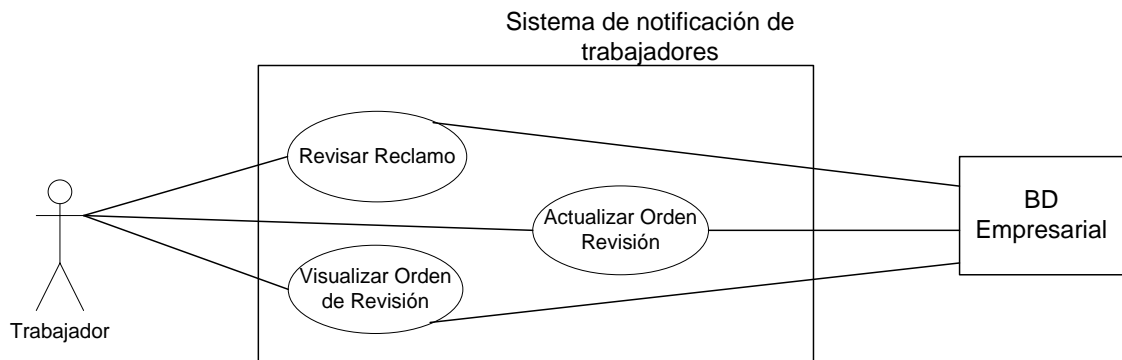 Sistema de notificación de
trabajadores
Revisar Reclamo
Actualizar Orden
Revisión
Visualizar Orden
de Revisión
BD
Empresarial
Trabajador